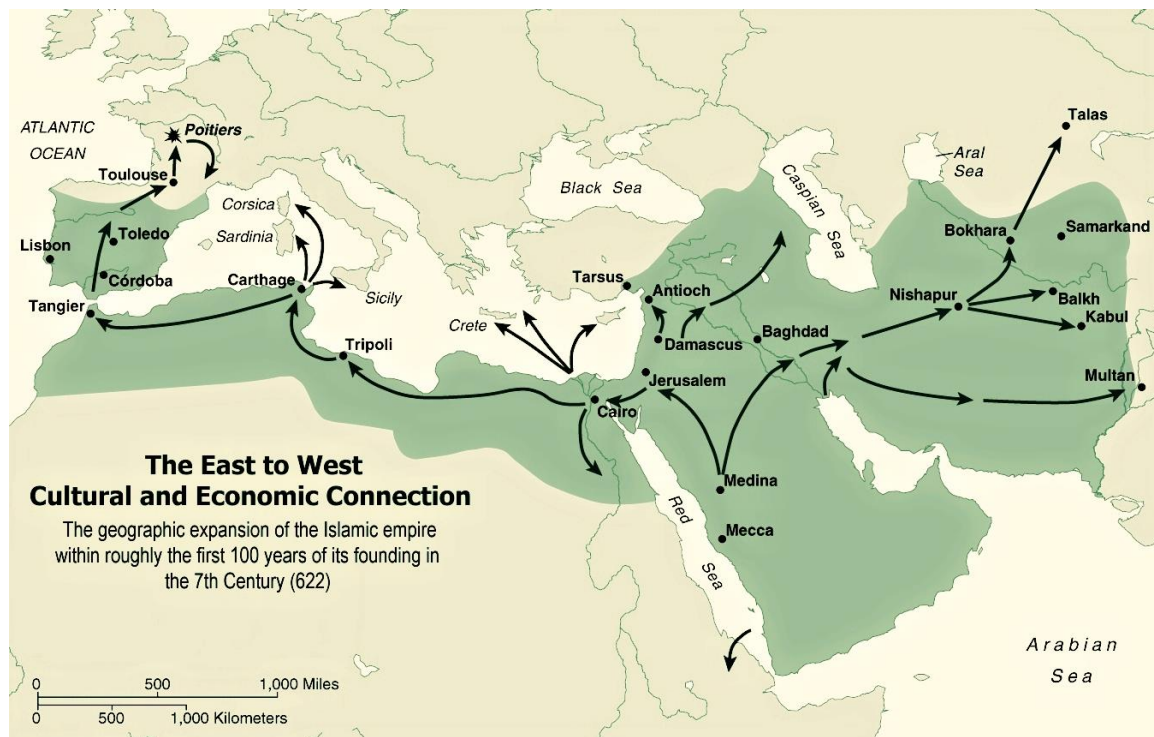 ATLANTIC
OCEAN
Poitiers
Toulouse
Corsica
Sardinia
Lisbon
Toledo
Córdoba
Carthage
Sicily
Tangier
Tripoli
Crete
Black Sea
Caspian
Sea
Aral
Sea
Talas
Bokhara
Samarkand
Tarsus
Antioch
Nishapur
Balkh
Kabul
Damascus
Baghdad
Jerusalem
Multan
Cairo
Medina
Mecca
Red
Sea
Arabian
Sea
The East to West
Cultural and Economic Connection
The geographic expansion of the Islamic empire
within roughly the first 100 years of its founding in
the 7th Century (622)
0 500 1,000 Miles
0 500 1,000 Kilometers